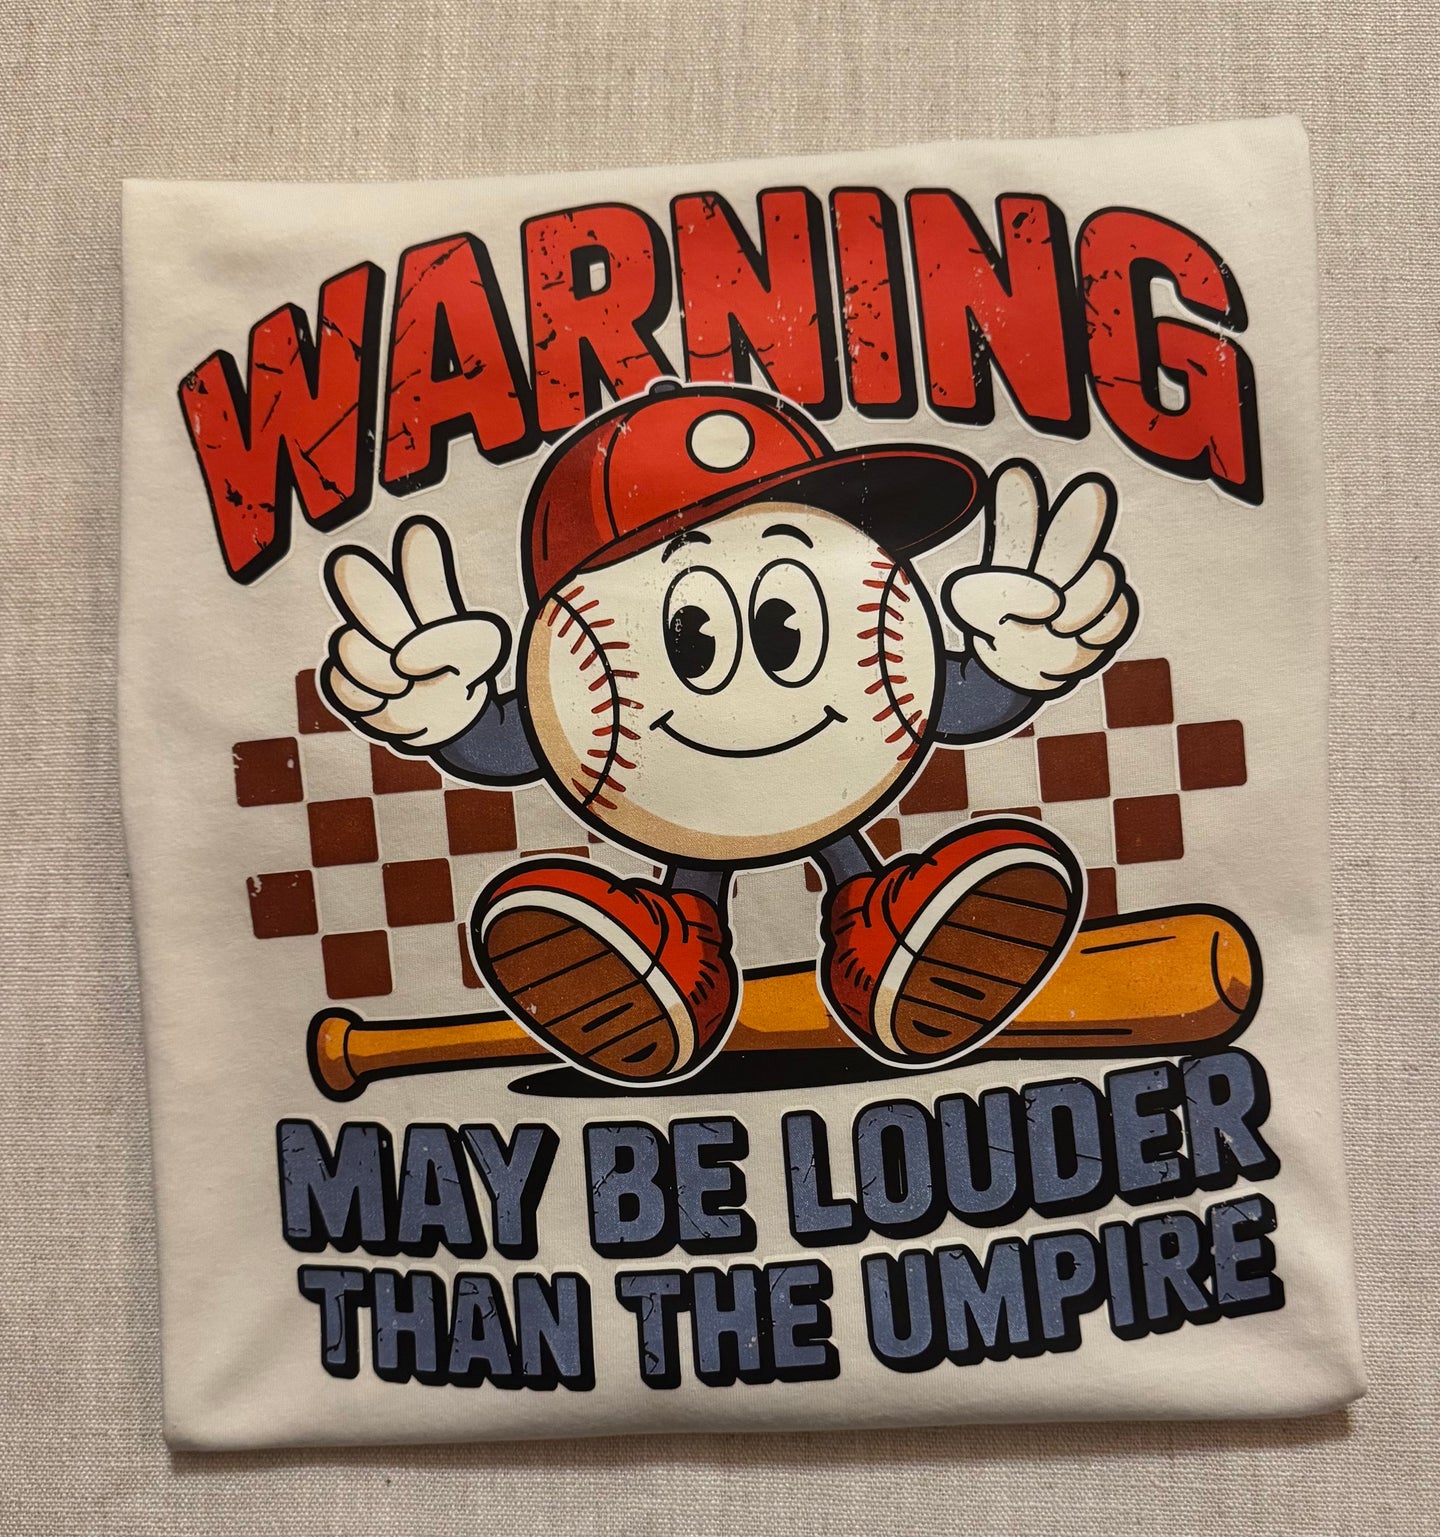 WARNING
MAY BE LOUDER
THAN THE UMPIRE